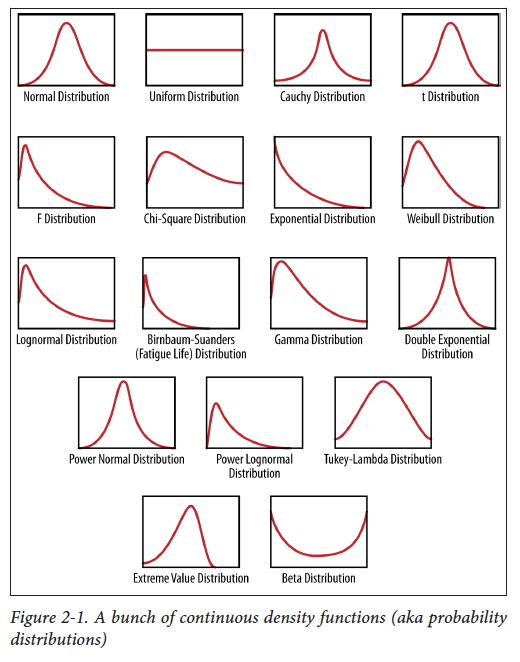 Normal Distribution
Uniform Distribution
Cauchy Distribution
t Distribution
F Distribution
Chi-Square Distribution
Exponential Distribution
Weibull Distribution
Lognormal Distribution
Birnbaum-Suanders
(Fatigue Life) Distribution
Gamma Distribution
Double Exponential
Distribution
Power Normal Distribution
Power Lognormal
Distribution
Tukey-Lambda Distribution
Extreme Value Distribution
Beta Distribution
Figure 2-1. A bunch of continuous density functions (aka probability
distributions)